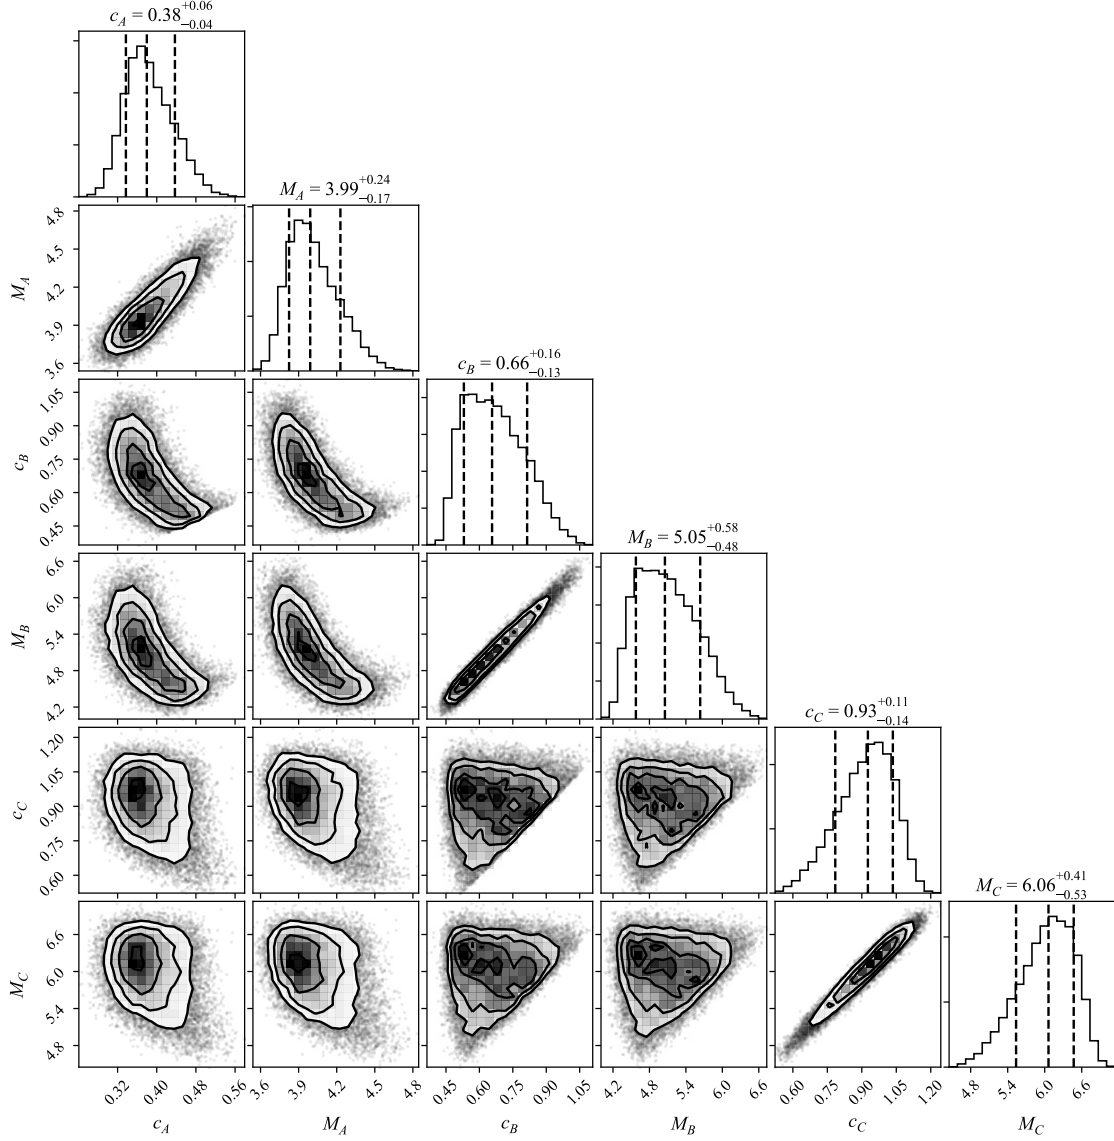 c_A = 0.38^{+0.06}_{−0.04}
M_A = 3.99^{+0.24}_{−0.17}
4.8
4.5
4.2
3.9
3.6
M_A
c_B = 0.66^{+0.16}_{−0.13}
1.05
0.90
0.75
0.60
0.45
c_B
M_B = 5.05^{+0.58}_{−0.48}
6.6
6.0
5.4
4.8
4.2
M_B
c_C = 0.93^{+0.11}_{−0.14}
1.20
1.05
0.90
0.75
0.60
c_C
M_C = 6.06^{+0.41}_{−0.53}
6.6
6.0
5.4
4.8
M_C
0.32 0.40 0.48 0.56 3.6 3.9 4.2 4.5 4.8 0.45 0.60 0.75 0.90 1.05 4.2 4.8 5.4 6.0 6.6 0.60 0.75 0.90 1.05 1.20 4.8 5.4 6.0 6.6
c_A M_A c_B M_B c_C M_C